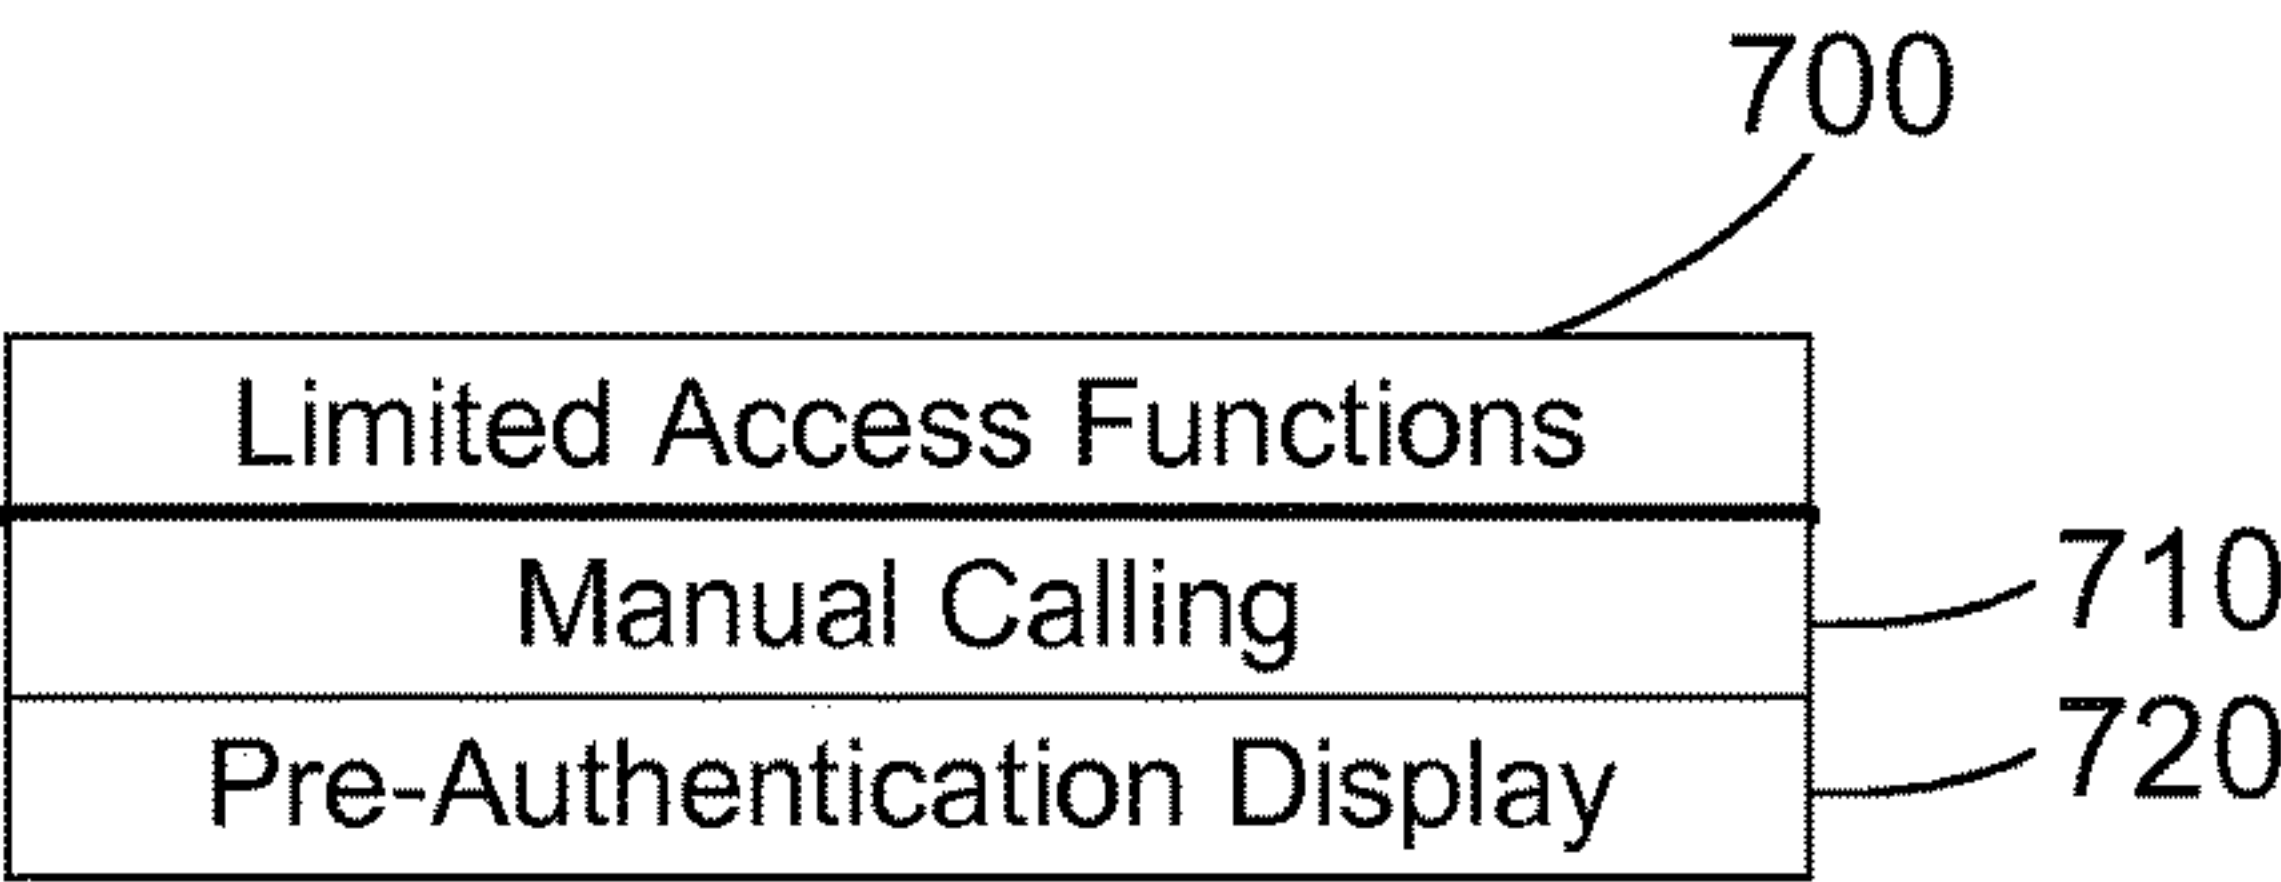 700
Limited Access Functions
Manual Calling 710
Pre-Authentication Display 720